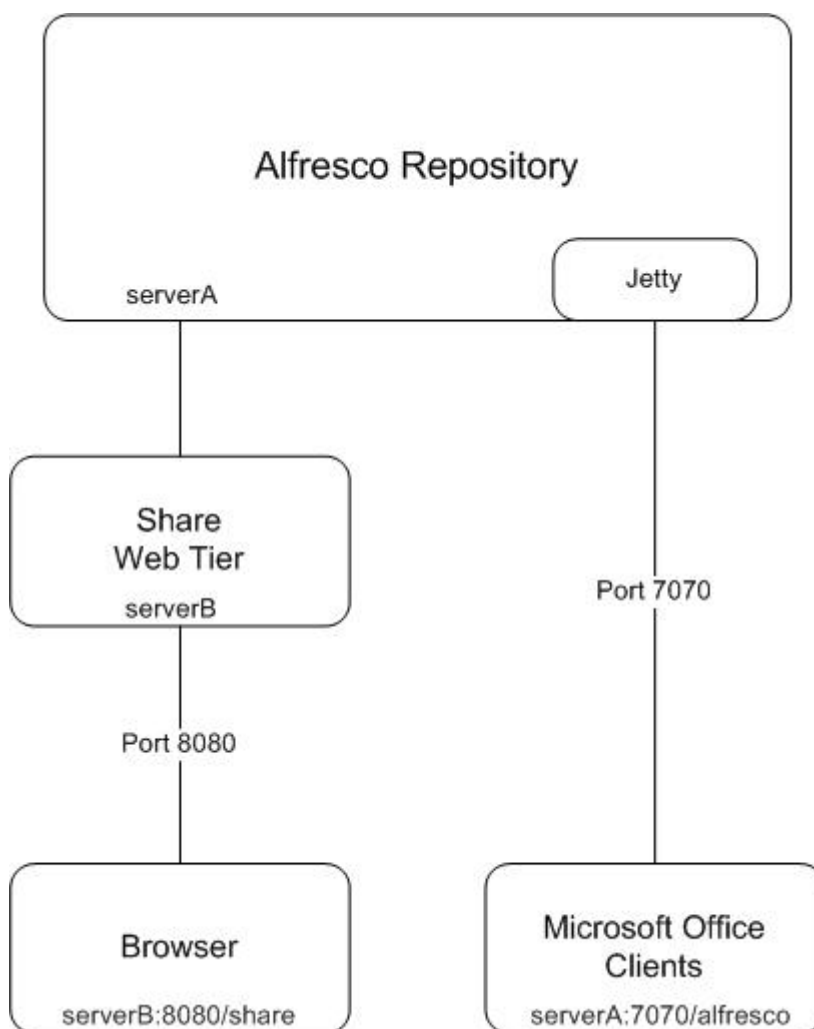 Alfresco Repository
Jetty
serverA
Share
Web Tier
serverB
Port 7070
Port 8080
Browser
serverB:8080/share
Microsoft Office
Clients
serverA:7070/alfresco